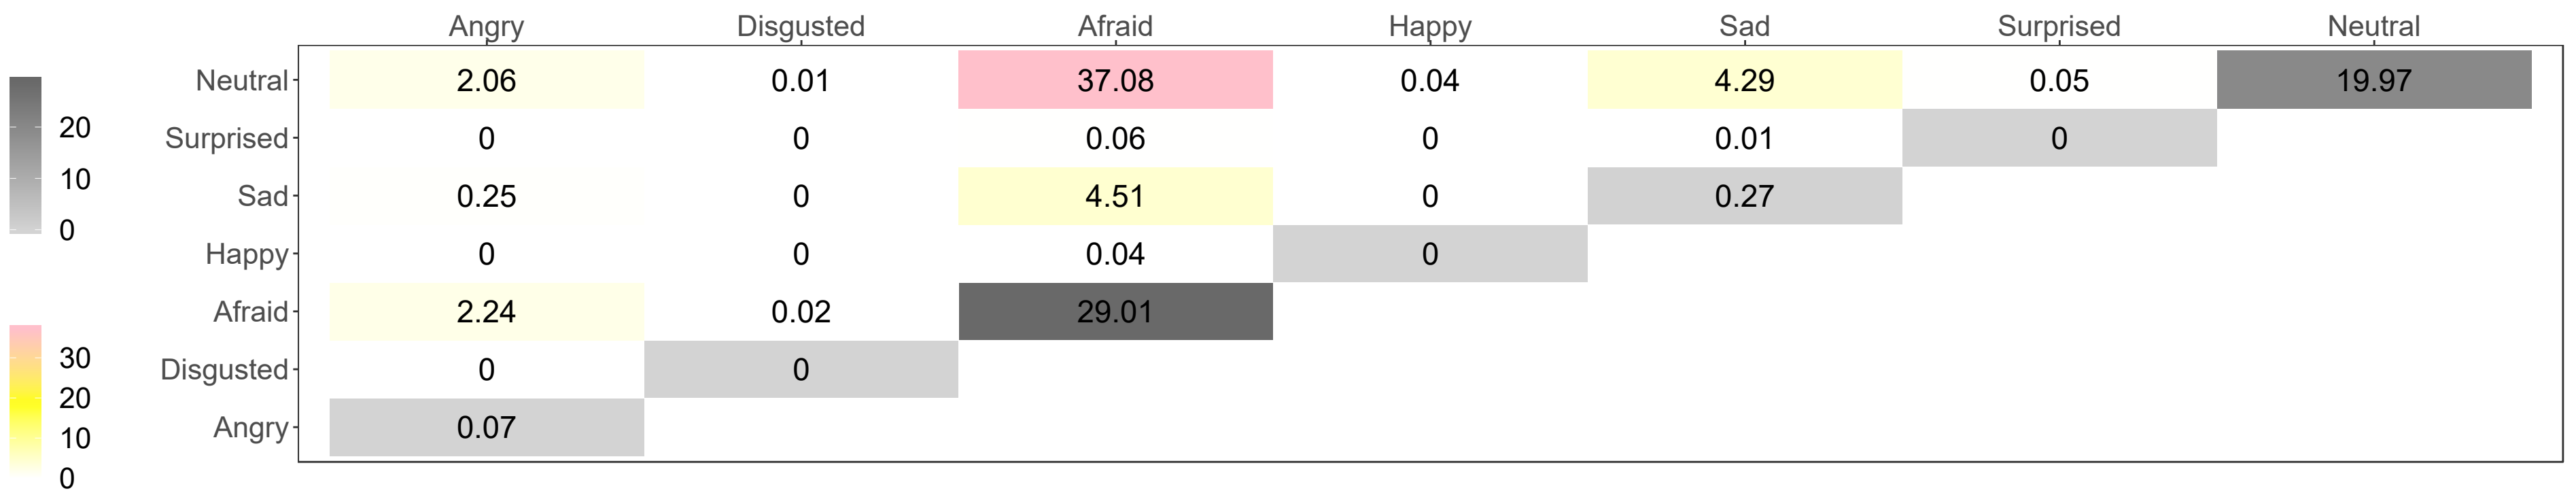 Angry Disgusted Afraid Happy Sad Surprised Neutral
Neutral 2.06 0.01 37.08 0.04 4.29 0.05 19.97
Surprised 0 0 0.06 0 0.01 0
Sad 0.25 0 4.51 0 0.27
Happy 0 0 0.04 0
Afraid 2.24 0.02 29.01
Disgusted 0 0
Angry 0.07
20
10
0
30
20
10
0